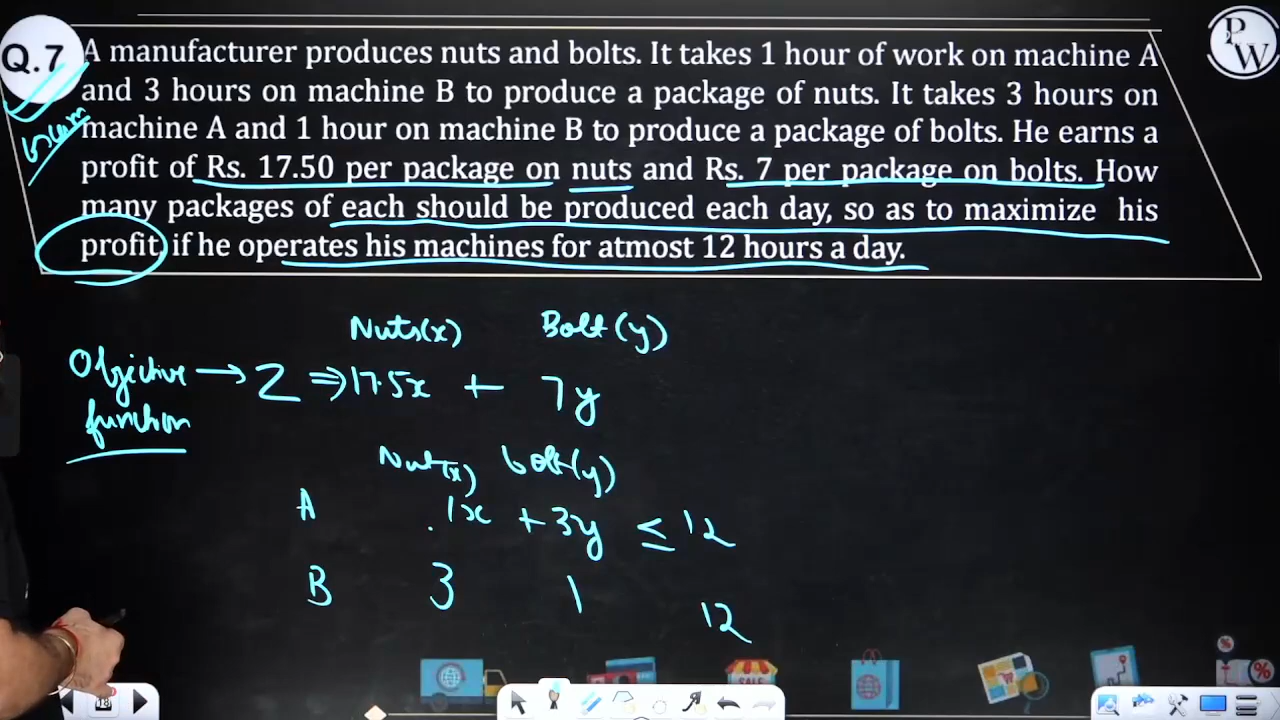 Q.7
A manufacturer produces nuts and bolts. It takes 1 hour of work on machine A
and 3 hours on machine B to produce a package of nuts. It takes 3 hours on
machine A and 1 hour on machine B to produce a package of bolts. He earns a
profit of Rs. 17.50 per package on nuts and Rs. 7 per package on bolts. How
many packages of each should be produced each day, so as to maximize his
profit, if he operates his machines for atmost 12 hours a day.
PW
Nuts(x) Bolt(y)
Objective function → Z ⇒ 17.5x + 7y
Nut(x) bolt(y)
A 1x + 3y ≤ 12
B 3 1 12
SALE
18